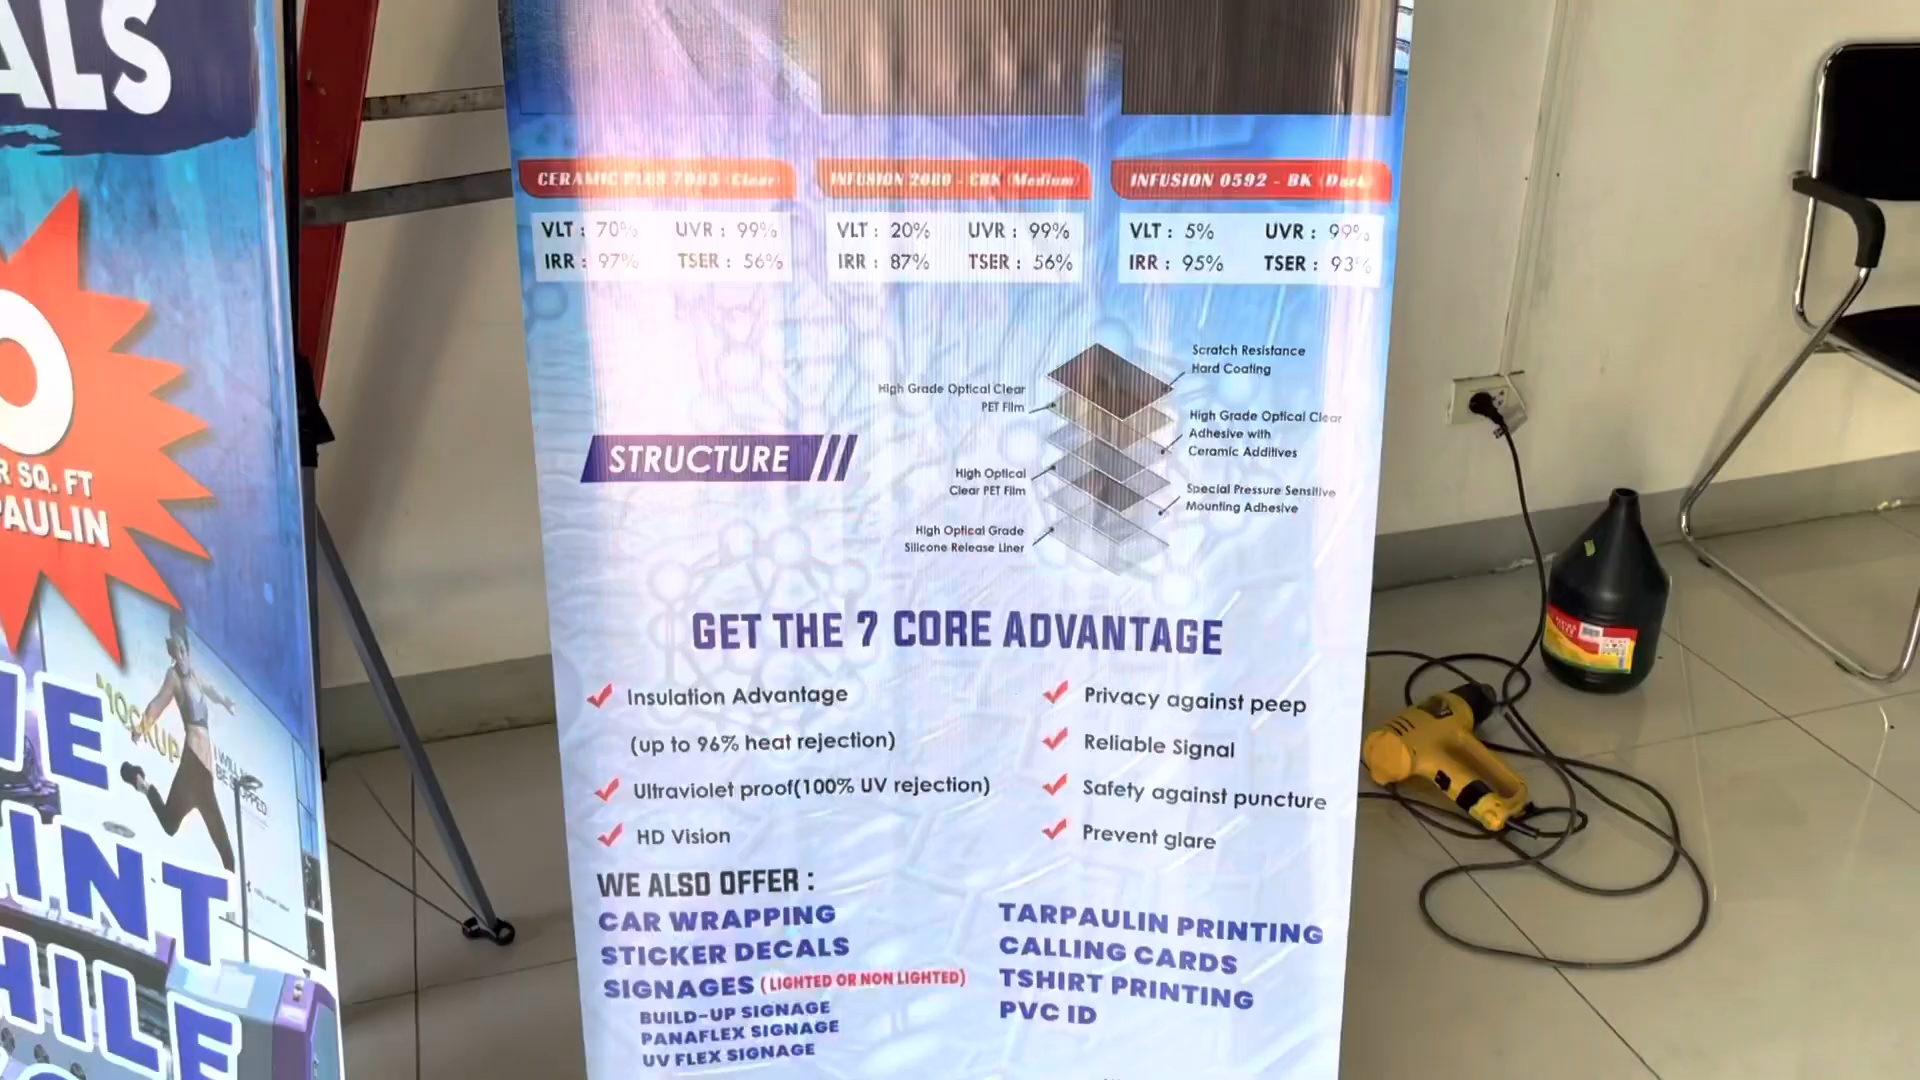 ALS
O
R SQ. FT
PAULIN
"MOCKUP
INT
HILE
CERAMIC PLUS (Clear)
INFUSION - CBK (Medium)
INFUSION 0592 - BK (Dark)
VLT : 70% UVR : 99%
IRR : 97% TSER : 56%
VLT : 20% UVR : 99%
IRR : 87% TSER : 56%
VLT : 5% UVR : 99%
IRR : 95% TSER : 93%
STRUCTURE
High Grade Optical Clear
PET Film
High Optical
Clear PET Film
High Optical Grade
Silicone Release Liner
Scratch Resistance
Hard Coating
High Grade Optical Clear
Adhesive with
Ceramic Additives
Special Pressure Sensitive
Mounting Adhesive
GET THE 7 CORE ADVANTAGE
Insulation Advantage
(up to 96% heat rejection)
Ultraviolet proof(100% UV rejection)
HD Vision
Privacy against peep
Reliable Signal
Safety against puncture
Prevent glare
WE ALSO OFFER :
CAR WRAPPING
STICKER DECALS
SIGNAGES (LIGHTED OR NON LIGHTED)
BUILD-UP SIGNAGE
PANAFLEX SIGNAGE
UV FLEX SIGNAGE
TARPAULIN PRINTING
CALLING CARDS
TSHIRT PRINTING
PVC ID